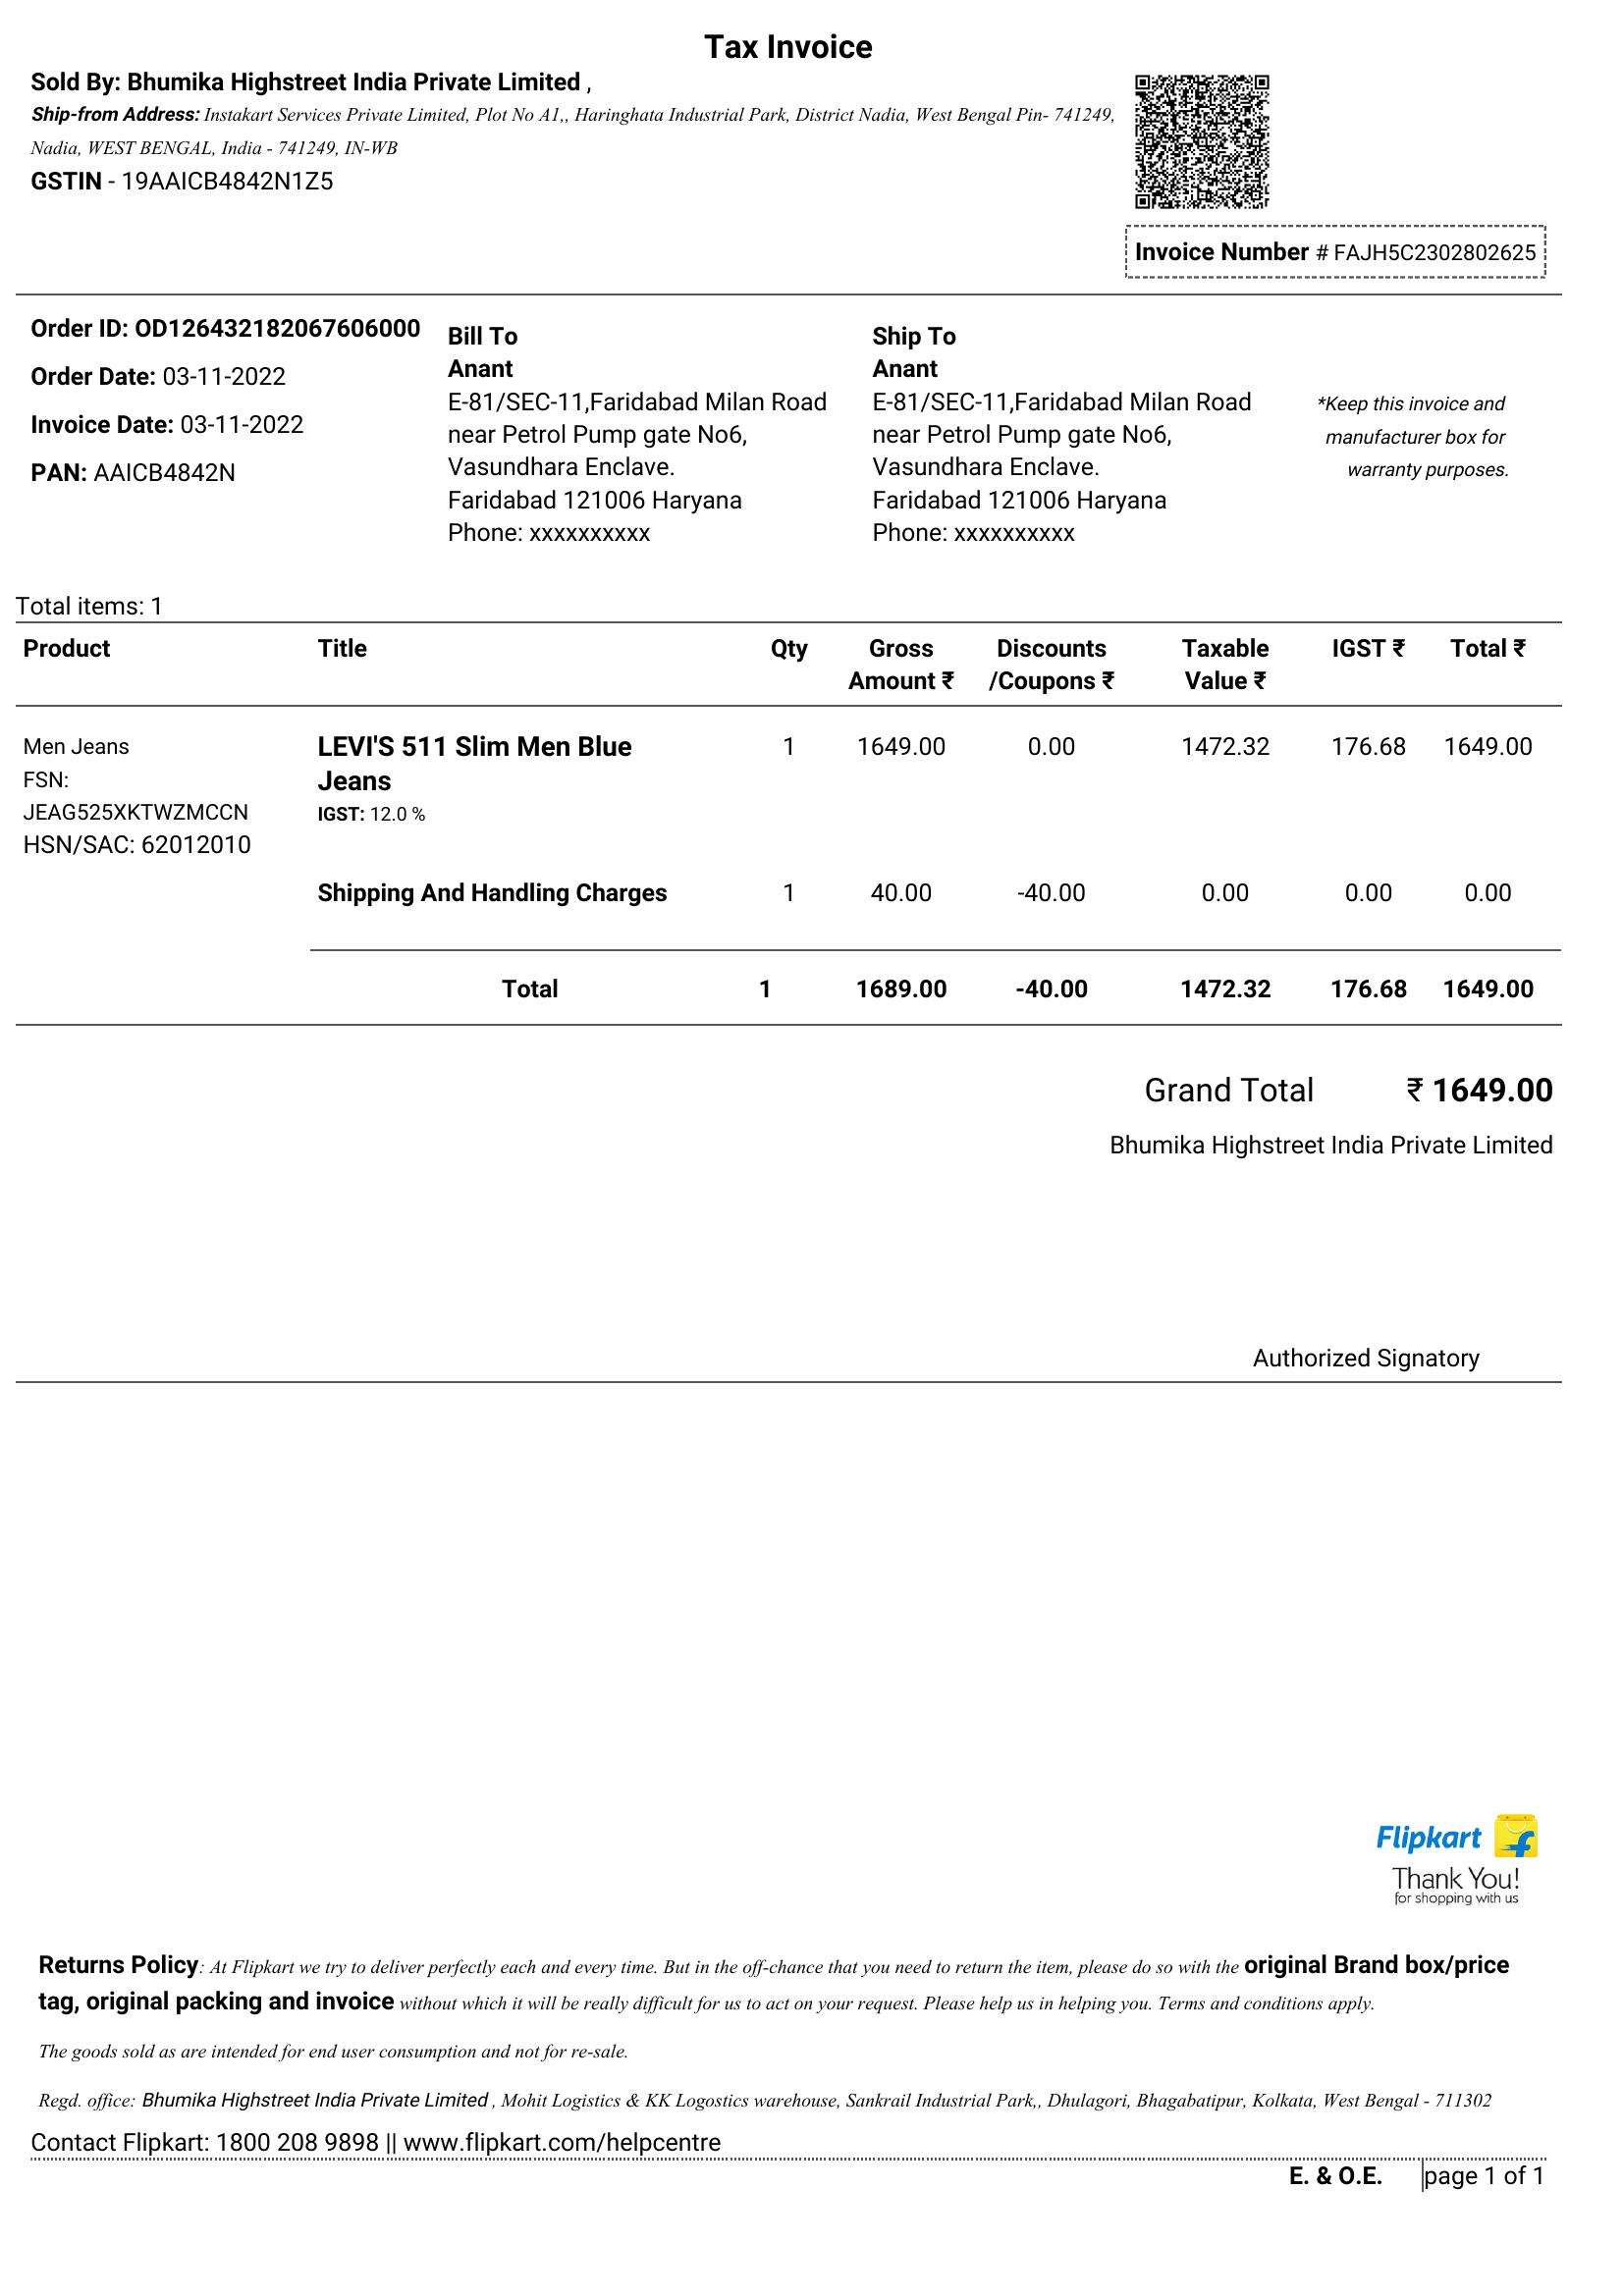 Tax Invoice
Sold By: Bhumika Highstreet India Private Limited ,
Ship-from Address: Instakart Services Private Limited, Plot No A1,, Haringhata Industrial Park, District Nadia, West Bengal Pin- 741249,
Nadia, WEST BENGAL, India - 741249, IN-WB
GSTIN - 19AAICB4842N1Z5
Invoice Number # FAJH5C2302802625
Order ID: OD126432182067606000
Order Date: 03-11-2022
Invoice Date: 03-11-2022
PAN: AAICB4842N
Bill To
Anant
E-81/SEC-11,Faridabad Milan Road
near Petrol Pump gate No6,
Vasundhara Enclave.
Faridabad 121006 Haryana
Phone: xxxxxxxxxx
Ship To
Anant
E-81/SEC-11,Faridabad Milan Road
near Petrol Pump gate No6,
Vasundhara Enclave.
Faridabad 121006 Haryana
Phone: xxxxxxxxxx
*Keep this invoice and
manufacturer box for
warranty purposes.
Total items: 1
Product Title Qty Gross Discounts Taxable IGST ₹ Total ₹
Amount ₹ /Coupons ₹ Value ₹
Men Jeans LEVI'S 511 Slim Men Blue 1 1649.00 0.00 1472.32 176.68 1649.00
FSN: Jeans
JEAG525XKTWZMCCN IGST: 12.0 %
HSN/SAC: 62012010
Shipping And Handling Charges 1 40.00 -40.00 0.00 0.00 0.00
Total 1 1689.00 -40.00 1472.32 176.68 1649.00
Grand Total ₹ 1649.00
Bhumika Highstreet India Private Limited
Authorized Signatory
Flipkart
Thank You!
for shopping with us
Returns Policy: At Flipkart we try to deliver perfectly each and every time. But in the off-chance that you need to return the item, please do so with the original Brand box/price
tag, original packing and invoice without which it will be really difficult for us to act on your request. Please help us in helping you. Terms and conditions apply.
The goods sold as are intended for end user consumption and not for re-sale.
Regd. office: Bhumika Highstreet India Private Limited , Mohit Logistics & KK Logostics warehouse, Sankrail Industrial Park,, Dhulagori, Bhagabatipur, Kolkata, West Bengal - 711302
Contact Flipkart: 1800 208 9898 || www.flipkart.com/helpcentre
E. & O.E. page 1 of 1